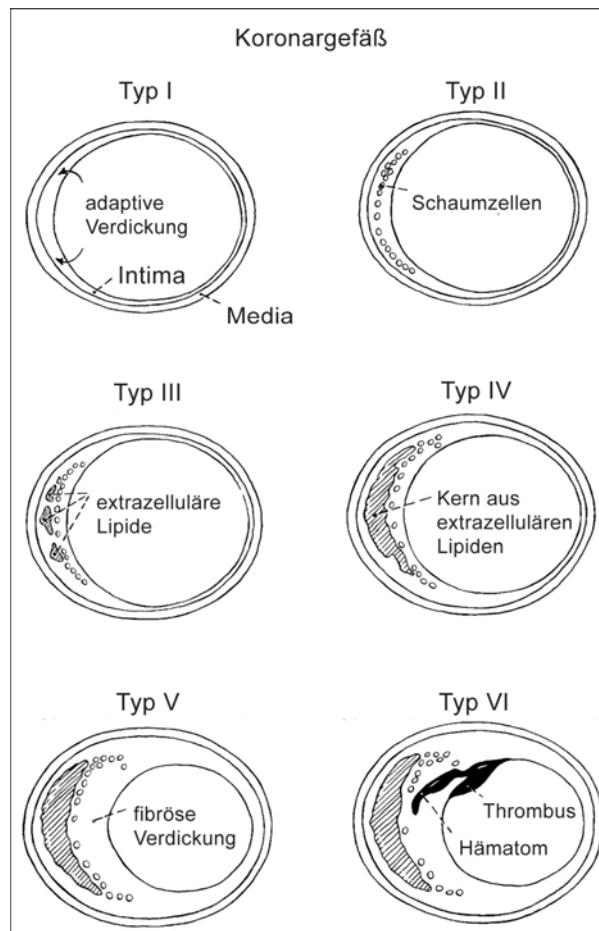 Koronargefäß
Typ I
Typ II
adaptive
Verdickung
Intima
Media
Schaumzellen
Typ III
Typ IV
extrazelluläre
Lipide
Kern aus
extrazellulären
Lipiden
Typ V
Typ VI
fibröse
Verdickung
Thrombus
Hämatom